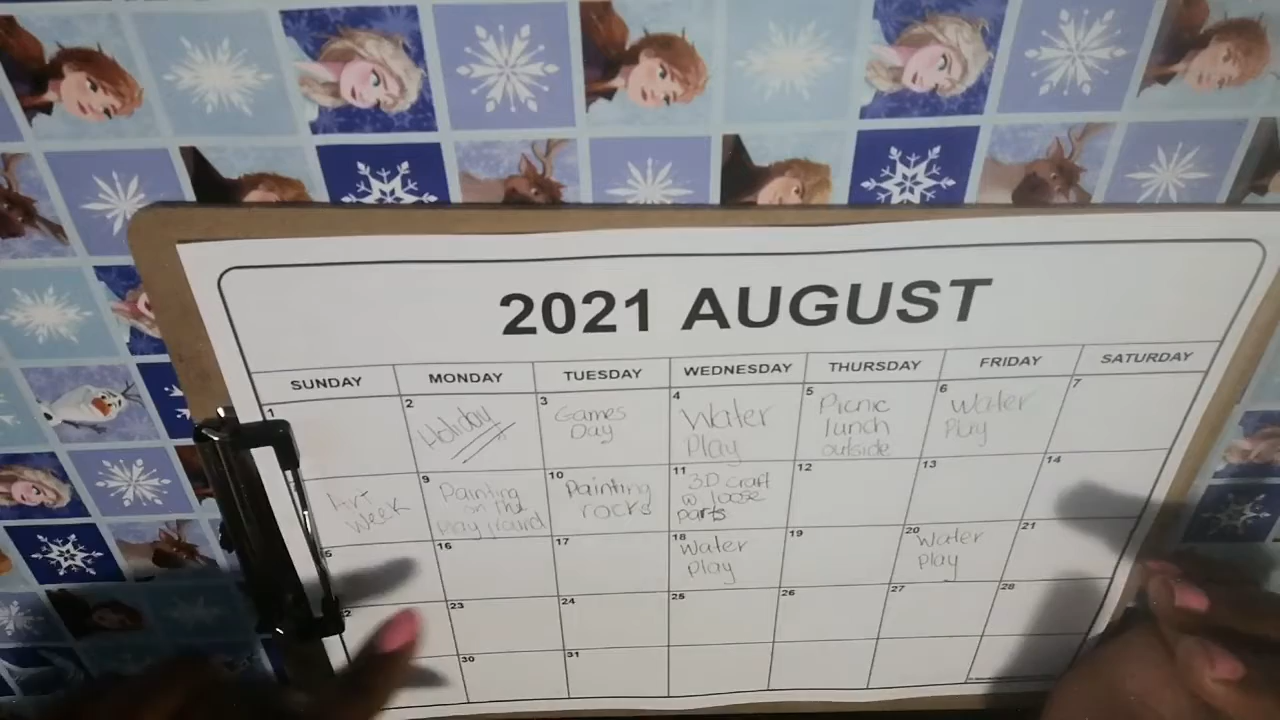 2021 AUGUST
SUNDAY MONDAY TUESDAY WEDNESDAY THURSDAY FRIDAY SATURDAY
1 2 3 4 5 6 7
Holiday
Games
Day
Water
Play
Picnic
lunch
outside
Water
Play
9 10 11 12 13 14
Art
Week
Painting
on the
playground
Painting
rocks
3D craft
w loose
parts
16 17 18 19 20 21
Water
play
Water
play
23 24 25 26 27 28
30 31